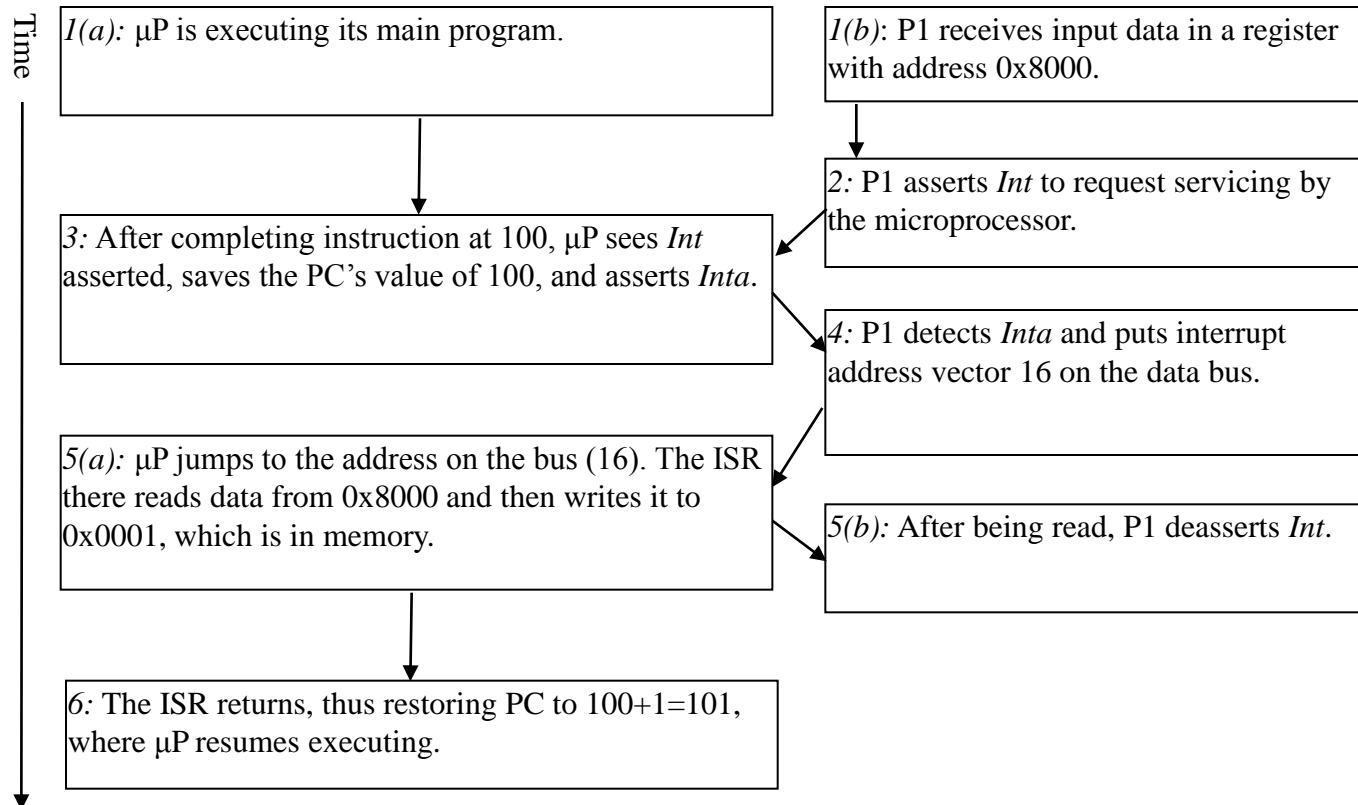 Time
1(a): μP is executing its main program.
1(b): P1 receives input data in a register
with address 0x8000.
2: P1 asserts Int to request servicing by
the microprocessor.
3: After completing instruction at 100, μP sees Int
asserted, saves the PC’s value of 100, and asserts Inta.
4: P1 detects Inta and puts interrupt
address vector 16 on the data bus.
5(a): μP jumps to the address on the bus (16). The ISR
there reads data from 0x8000 and then writes it to
0x0001, which is in memory.
5(b): After being read, P1 deasserts Int.
6: The ISR returns, thus restoring PC to 100+1=101,
where μP resumes executing.